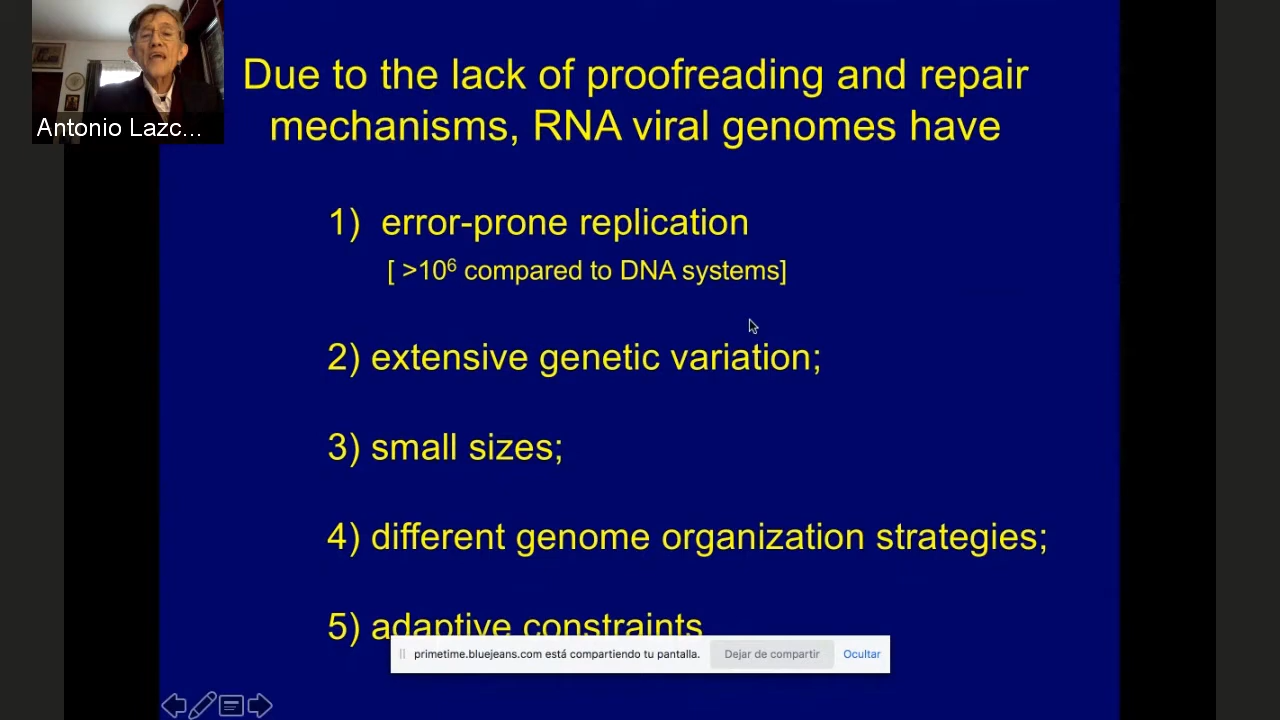 Antonio Lazc...
Due to the lack of proofreading and repair
mechanisms, RNA viral genomes have
1) error-prone replication
[ >10⁶ compared to DNA systems]
2) extensive genetic variation;
3) small sizes;
4) different genome organization strategies;
5) adaptive constraints
primetime.bluejeans.com está compartiendo tu pantalla.
Dejar de compartir
Ocultar